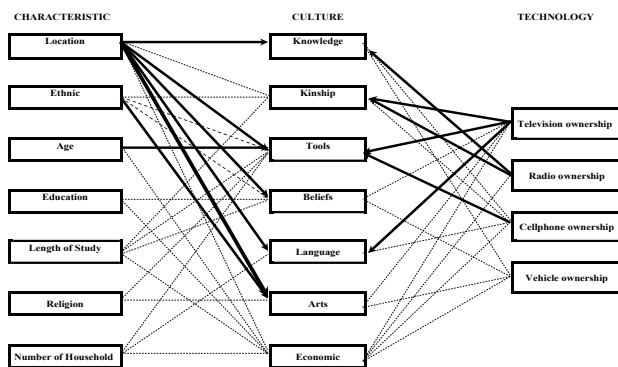 CHARACTERISTIC
CULTURE
TECHNOLOGY
Location
Knowledge
Ethnic
Kinship
Television ownership
Age
Tools
Radio ownership
Education
Beliefs
Cellphone ownership
Length of Study
Language
Vehicle ownership
Religion
Arts
Number of Household
Economic